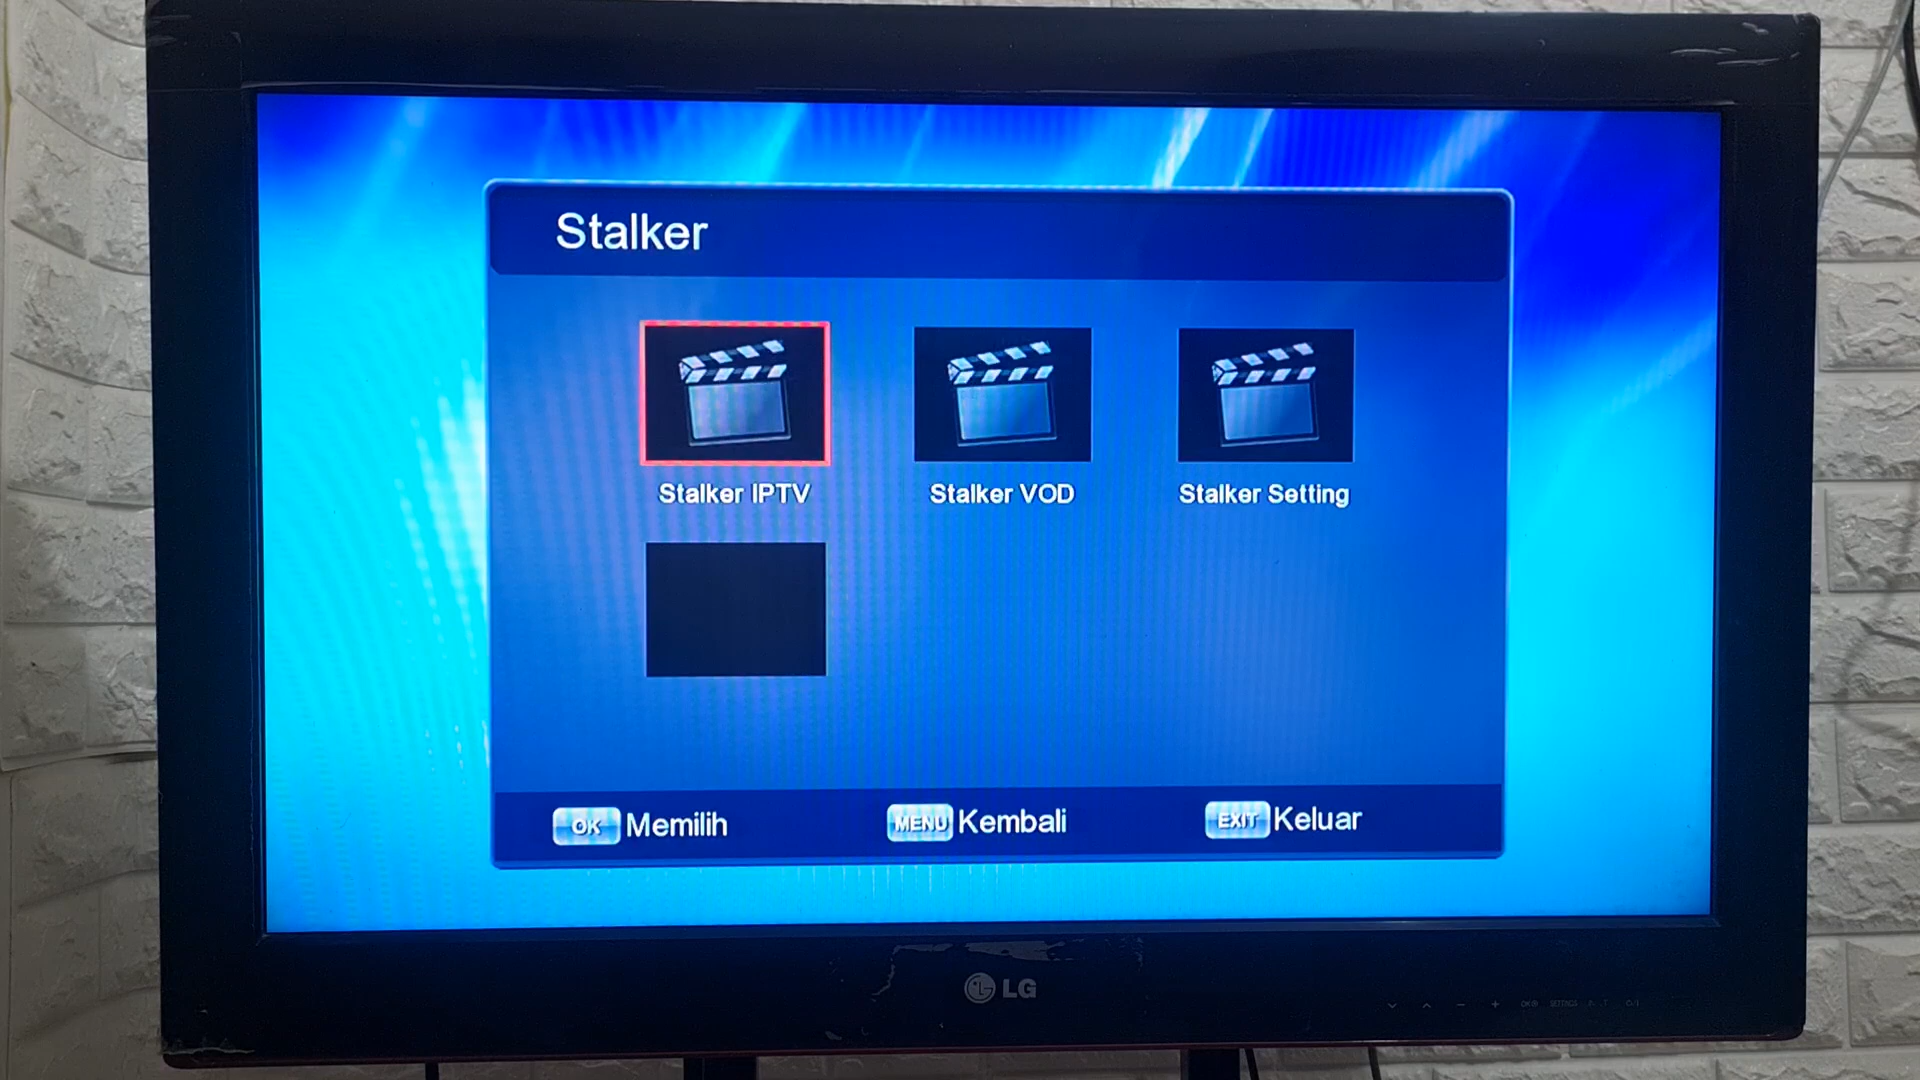 Stalker
Stalker IPTV
Stalker VOD
Stalker Setting
OK Memilih
MENU Kembali
EXIT Keluar
LG